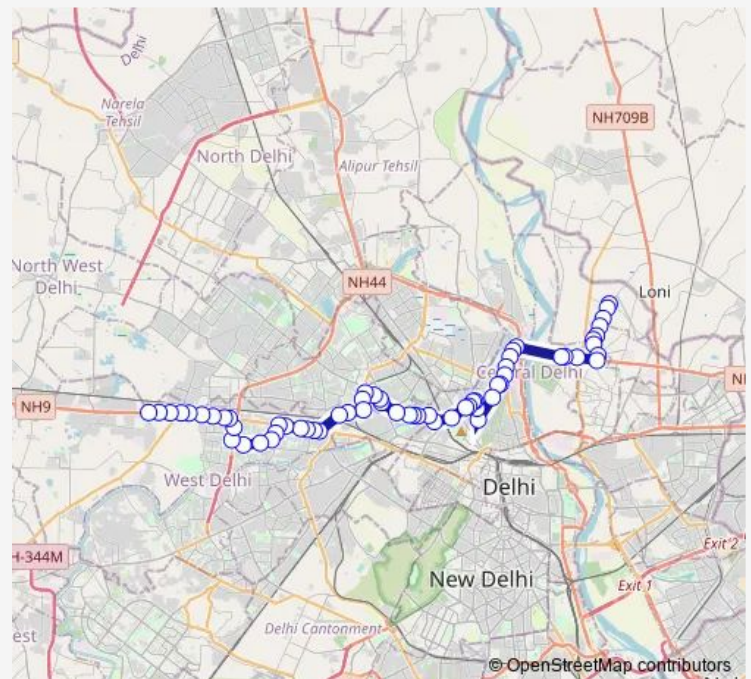 Delhi
Narela
Tehsil
NH709B
North Delhi
Alipur Tehsil
North West
Delhi
NH44
Loni
Central Delhi
NH9
West Delhi
Delhi
H-344M
Exit 2
New Delhi
Exit 1
est
Delhi Cantonment
© OpenStreetMap contributors